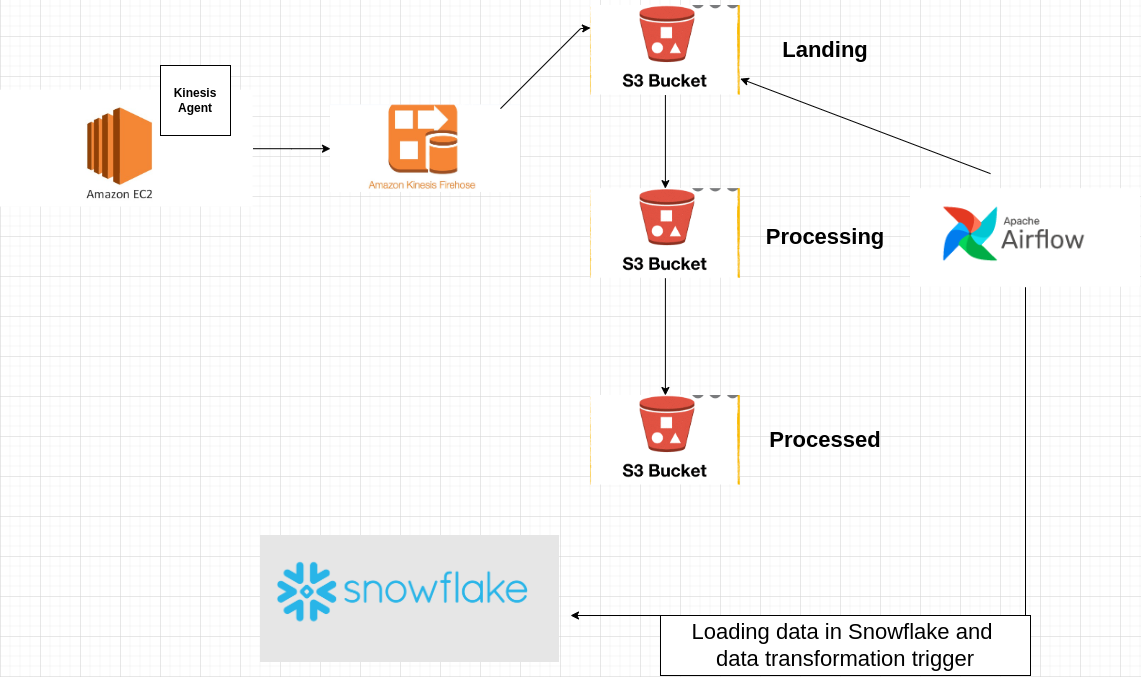 Kinesis
Agent
Amazon EC2
Amazon Kinesis Firehose
S3 Bucket
Landing
S3 Bucket
Processing
Apache
Airflow
S3 Bucket
Processed
snowflake
Loading data in Snowflake and
data transformation trigger